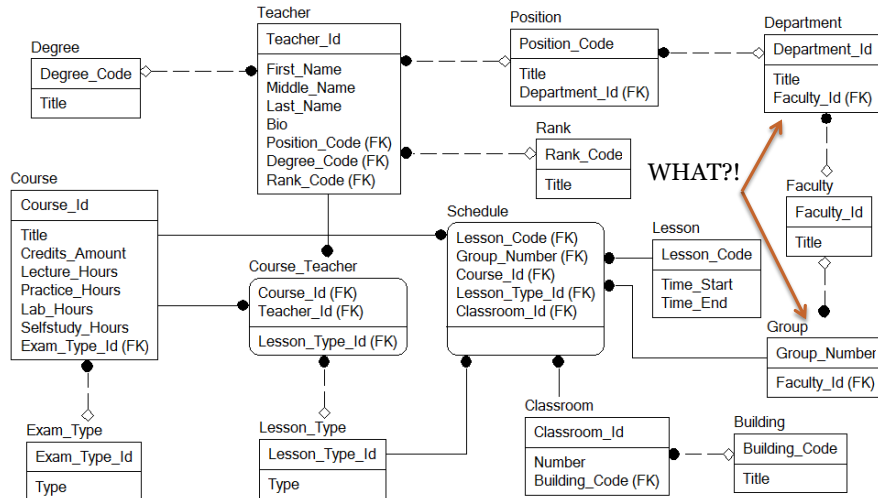 Teacher
Teacher_Id
First_Name
Middle_Name
Last_Name
Bio
Position_Code (FK)
Degree_Code (FK)
Rank_Code (FK)
Position
Position_Code
Title
Department_Id (FK)
Department
Department_Id
Title
Faculty_Id (FK)
Degree
Degree_Code
Title
Rank
Rank_Code
Title
WHAT?!
Faculty
Faculty_Id
Title
Course
Course_Id
Title
Credits_Amount
Lecture_Hours
Practice_Hours
Lab_Hours
Selfstudy_Hours
Exam_Type_Id (FK)
Course_Teacher
Course_Id (FK)
Teacher_Id (FK)
Lesson_Type_Id (FK)
Schedule
Lesson_Code (FK)
Group_Number (FK)
Course_Id (FK)
Lesson_Type_Id (FK)
Classroom_Id (FK)
Lesson
Lesson_Code
Time_Start
Time_End
Group
Group_Number
Faculty_Id (FK)
Exam_Type
Exam_Type_Id
Type
Lesson_Type
Lesson_Type_Id
Type
Classroom
Classroom_Id
Number
Building_Code (FK)
Building
Building_Code
Title